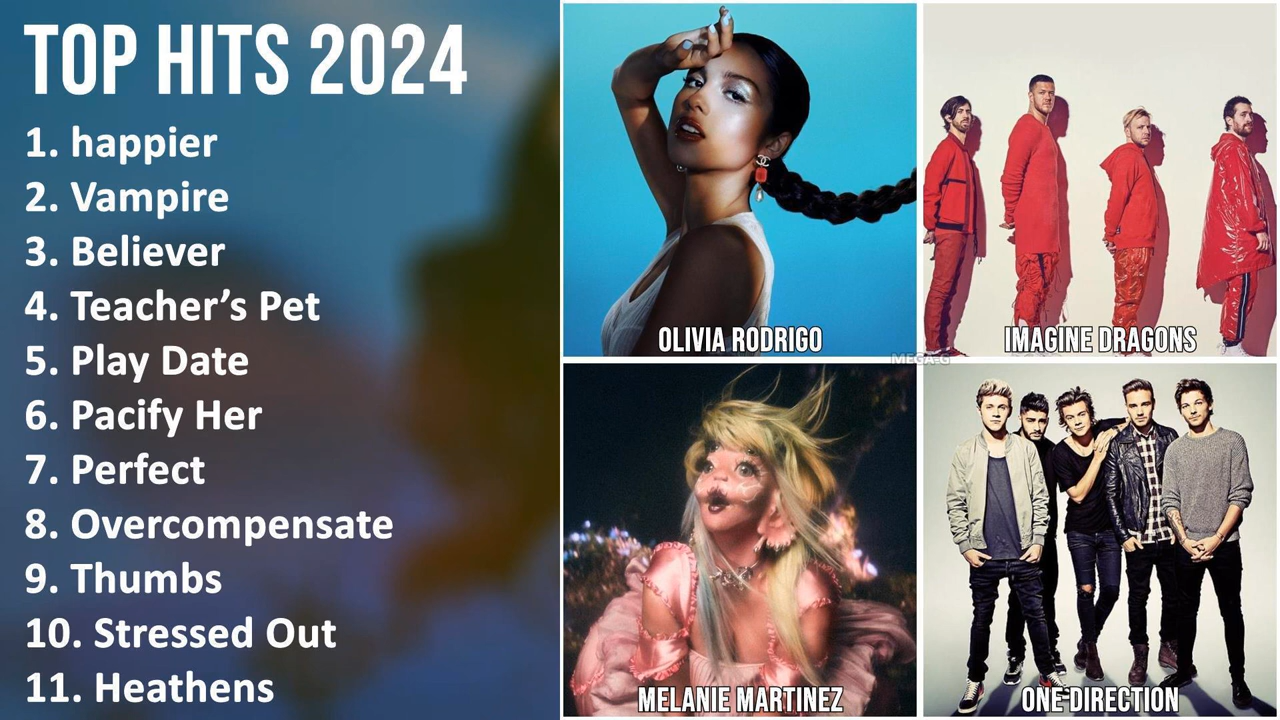 TOP HITS 2024
1. happier
2. Vampire
3. Believer
4. Teacher’s Pet
5. Play Date
6. Pacify Her
7. Perfect
8. Overcompensate
9. Thumbs
10. Stressed Out
11. Heathens
OLIVIA RODRIGO
IMAGINE DRAGONS
MEGA-G
MELANIE MARTINEZ
ONE DIRECTION